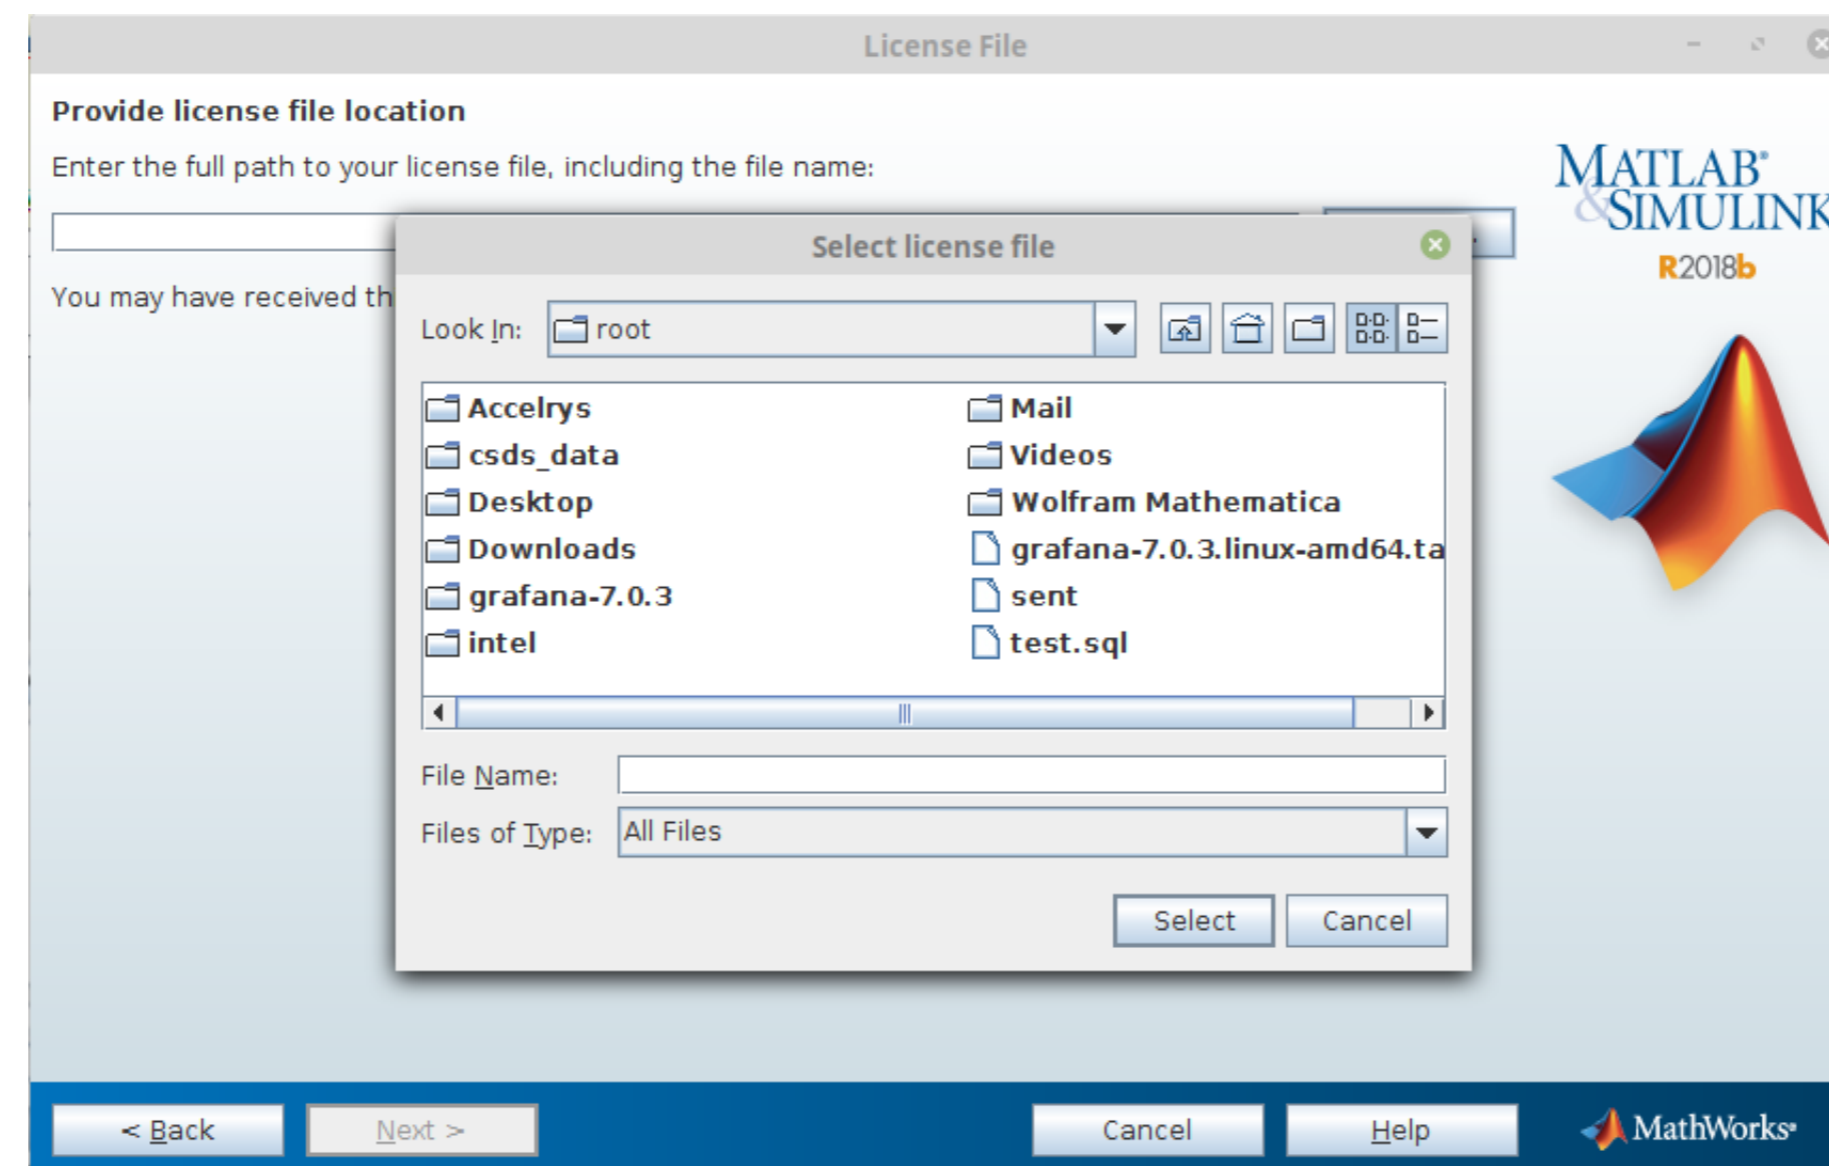 License File
Provide license file location
Enter the full path to your license file, including the file name:
MATLAB®
&SIMULINK
R2018b
Select license file
You may have received th
Look In: root
Accelrys
csds_data
Desktop
Downloads
grafana-7.0.3
intel
Mail
Videos
Wolfram Mathematica
grafana-7.0.3.linux-amd64.ta
sent
test.sql
File Name:
Files of Type: All Files
Select Cancel
< Back Next > Cancel Help MathWorks®